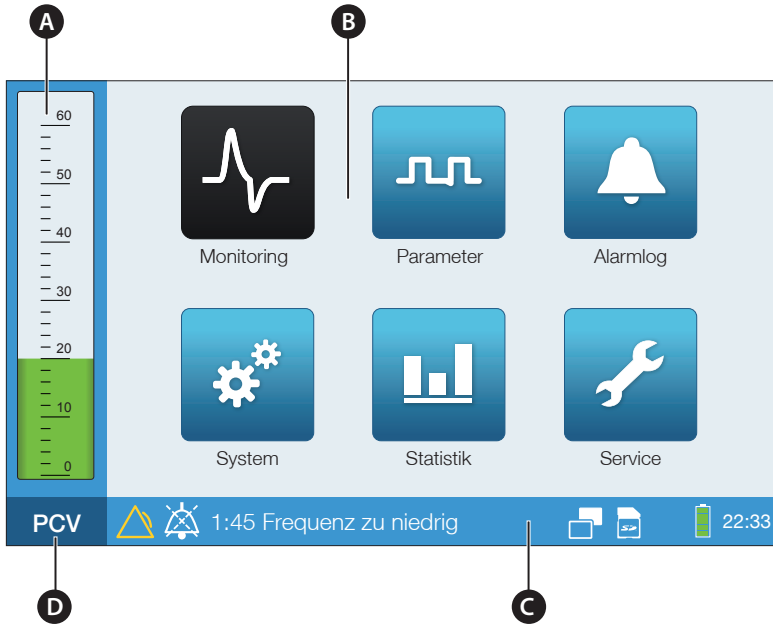 A B
60
50
40
30
20
10
0
Monitoring Parameter Alarmlog
System Statistik Service
PCV 1:45 Frequenz zu niedrig SD 22:33
D C